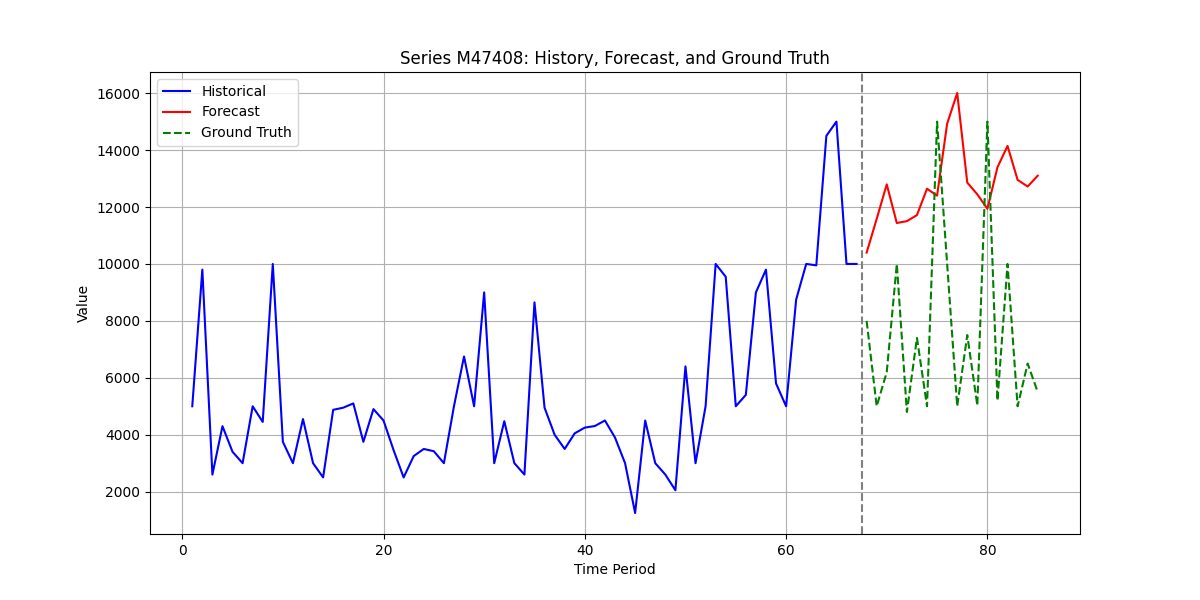 Series M47408: History, Forecast, and Ground Truth
Historical
Forecast
Ground Truth
16000
14000
12000
10000
8000
6000
4000
2000
Value
0
20
40
60
80
Time Period